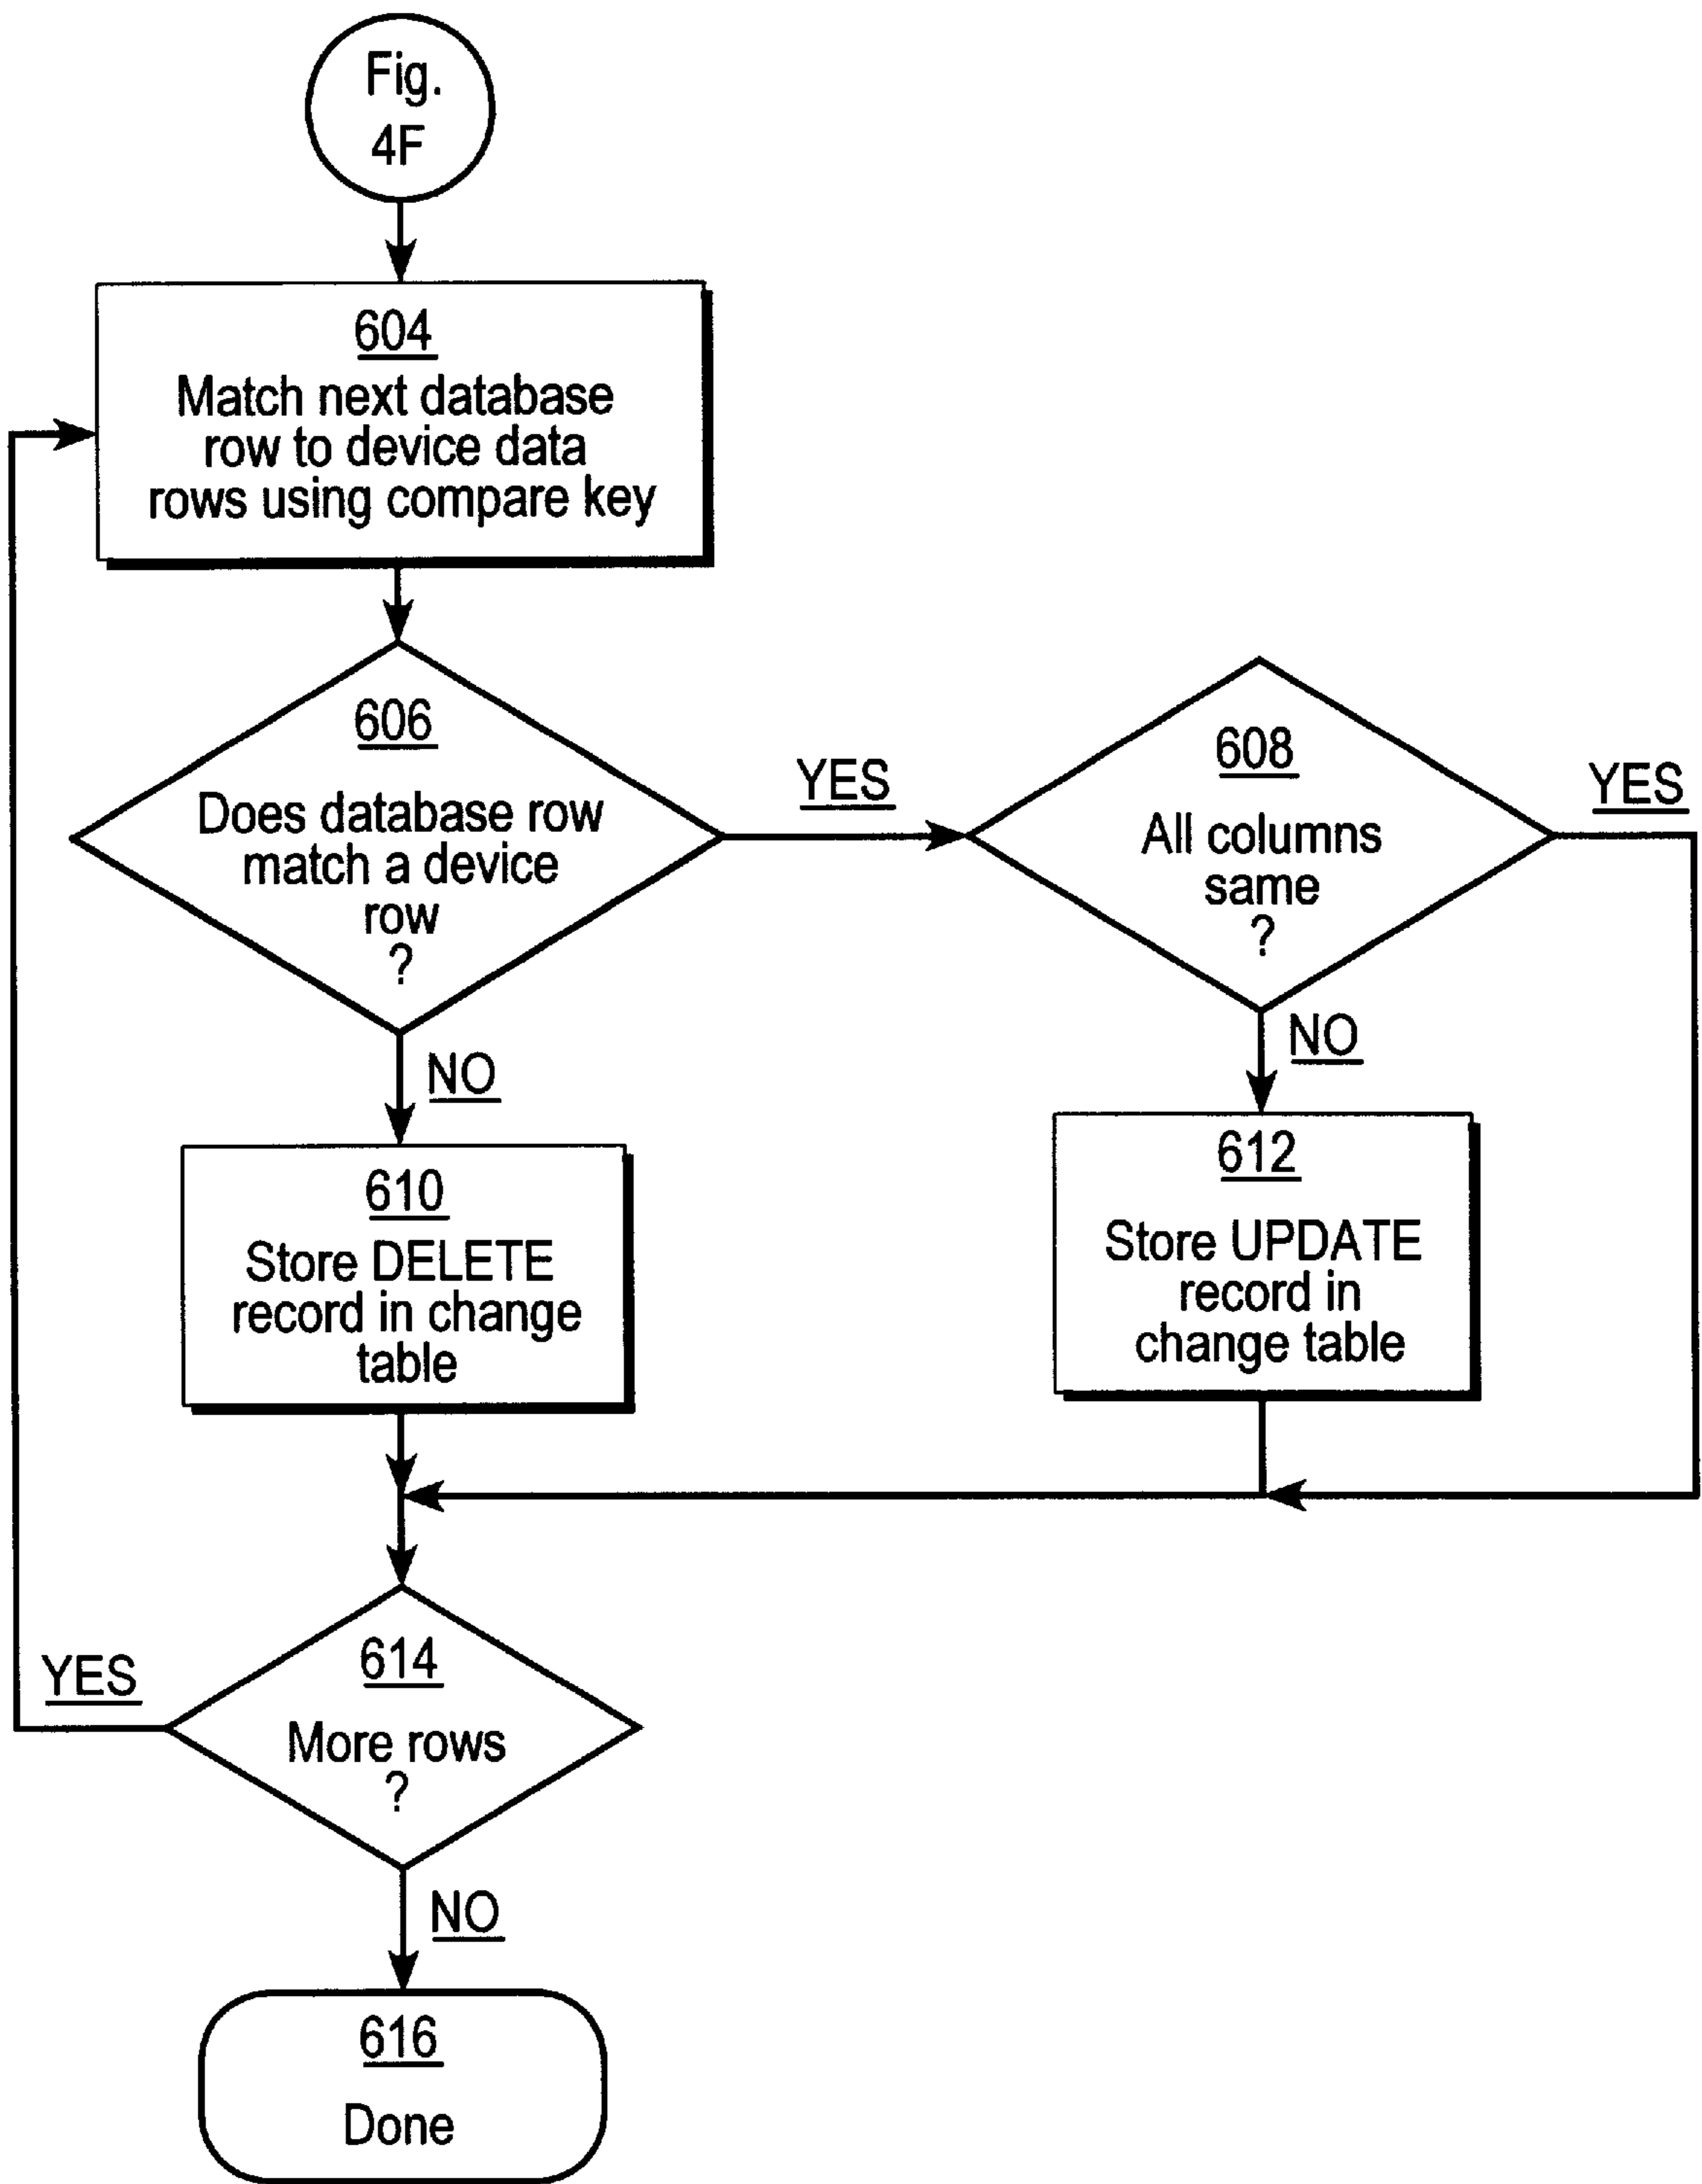 Fig.
4F
604
Match next database
row to device data
rows using compare key
606
Does database row
match a device
row
?
YES
608
All columns
same
?
YES
NO
NO
610
Store DELETE
record in change
table
612
Store UPDATE
record in
change table
614
More rows
?
YES
NO
616
Done